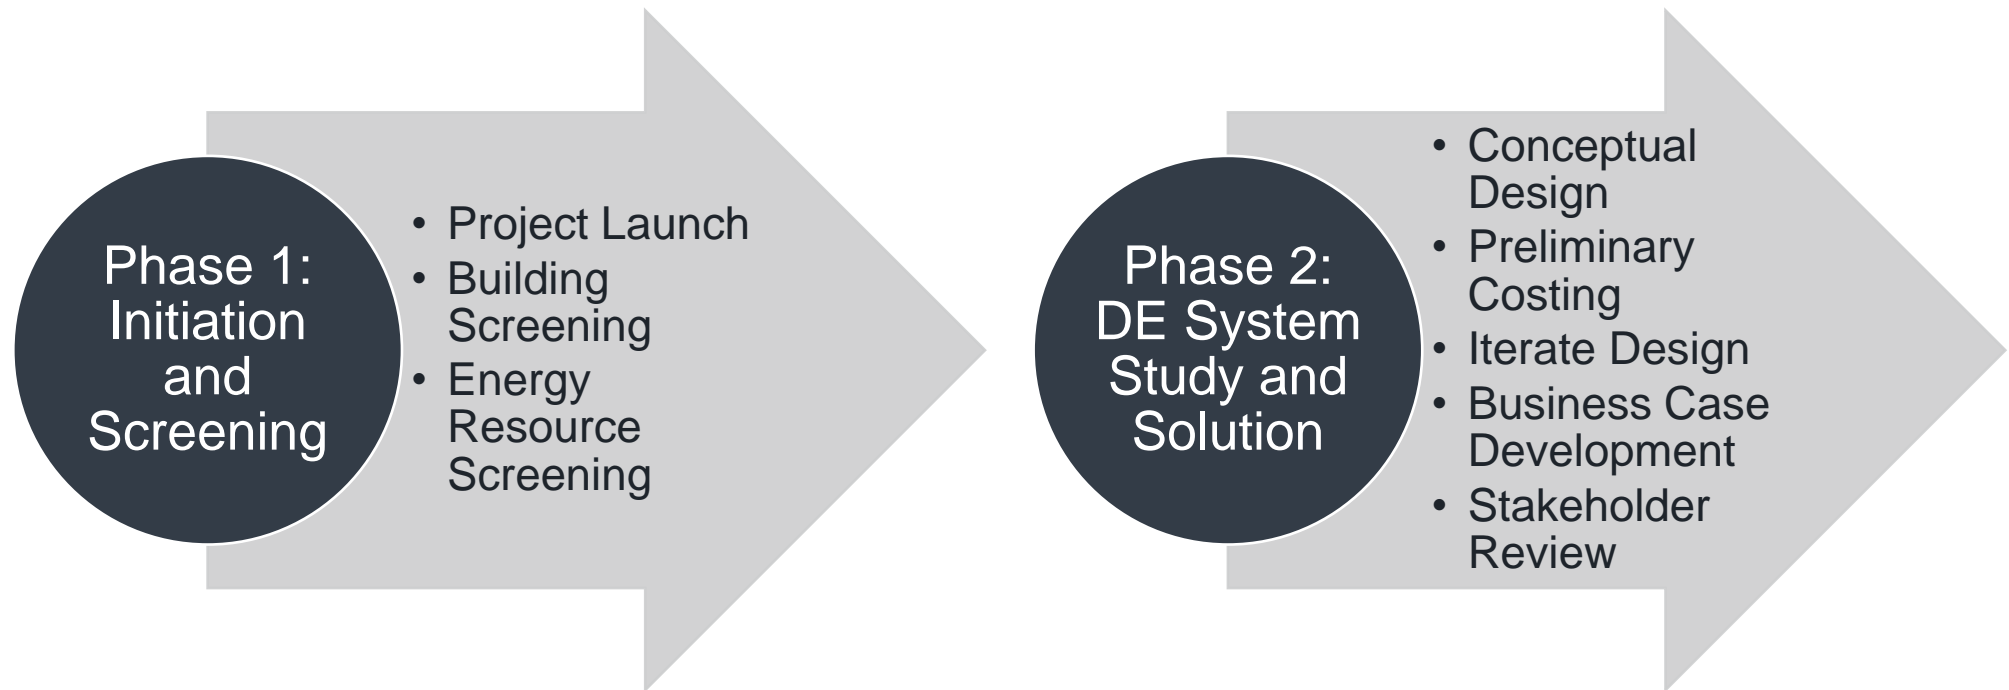 Phase 1:
Initiation
and
Screening
• Project Launch
• Building
Screening
• Energy
Resource
Screening
Phase 2:
DE System
Study and
Solution
• Conceptual
Design
• Preliminary
Costing
• Iterate Design
• Business Case
Development
• Stakeholder
Review